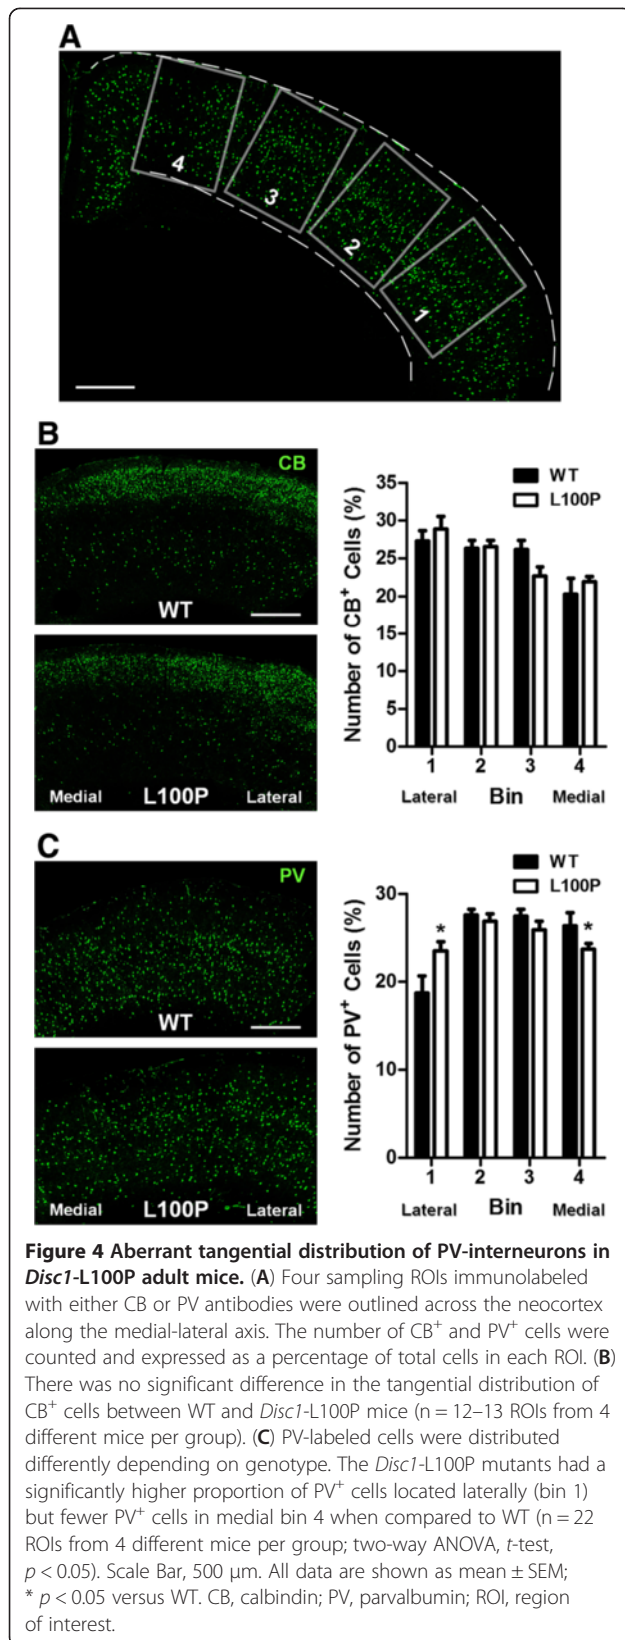 A
4
3
2
1
B
CB
WT
Medial L100P Lateral
WT
L100P
Number of CB+ Cells (%)
35
30
25
20
15
10
5
0
1 2 3 4
Lateral Bin Medial
C
PV
WT
Medial L100P Lateral
WT
L100P
Number of PV+ Cells (%)
30
20
10
0
* *
1 2 3 4
Lateral Bin Medial
Figure 4 Aberrant tangential distribution of PV-interneurons in
Disc1-L100P adult mice. (A) Four sampling ROIs immunolabeled
with either CB or PV antibodies were outlined across the neocortex
along the medial-lateral axis. The number of CB+ and PV+ cells were
counted and expressed as a percentage of total cells in each ROI. (B)
There was no significant difference in the tangential distribution of
CB+ cells between WT and Disc1-L100P mice (n = 12–13 ROIs from 4
different mice per group). (C) PV-labeled cells were distributed
differently depending on genotype. The Disc1-L100P mutants had a
significantly higher proportion of PV+ cells located laterally (bin 1)
but fewer PV+ cells in medial bin 4 when compared to WT (n = 22
ROIs from 4 different mice per group; two-way ANOVA, t-test,
p < 0.05). Scale Bar, 500 μm. All data are shown as mean ± SEM;
* p < 0.05 versus WT. CB, calbindin; PV, parvalbumin; ROI, region
of interest.